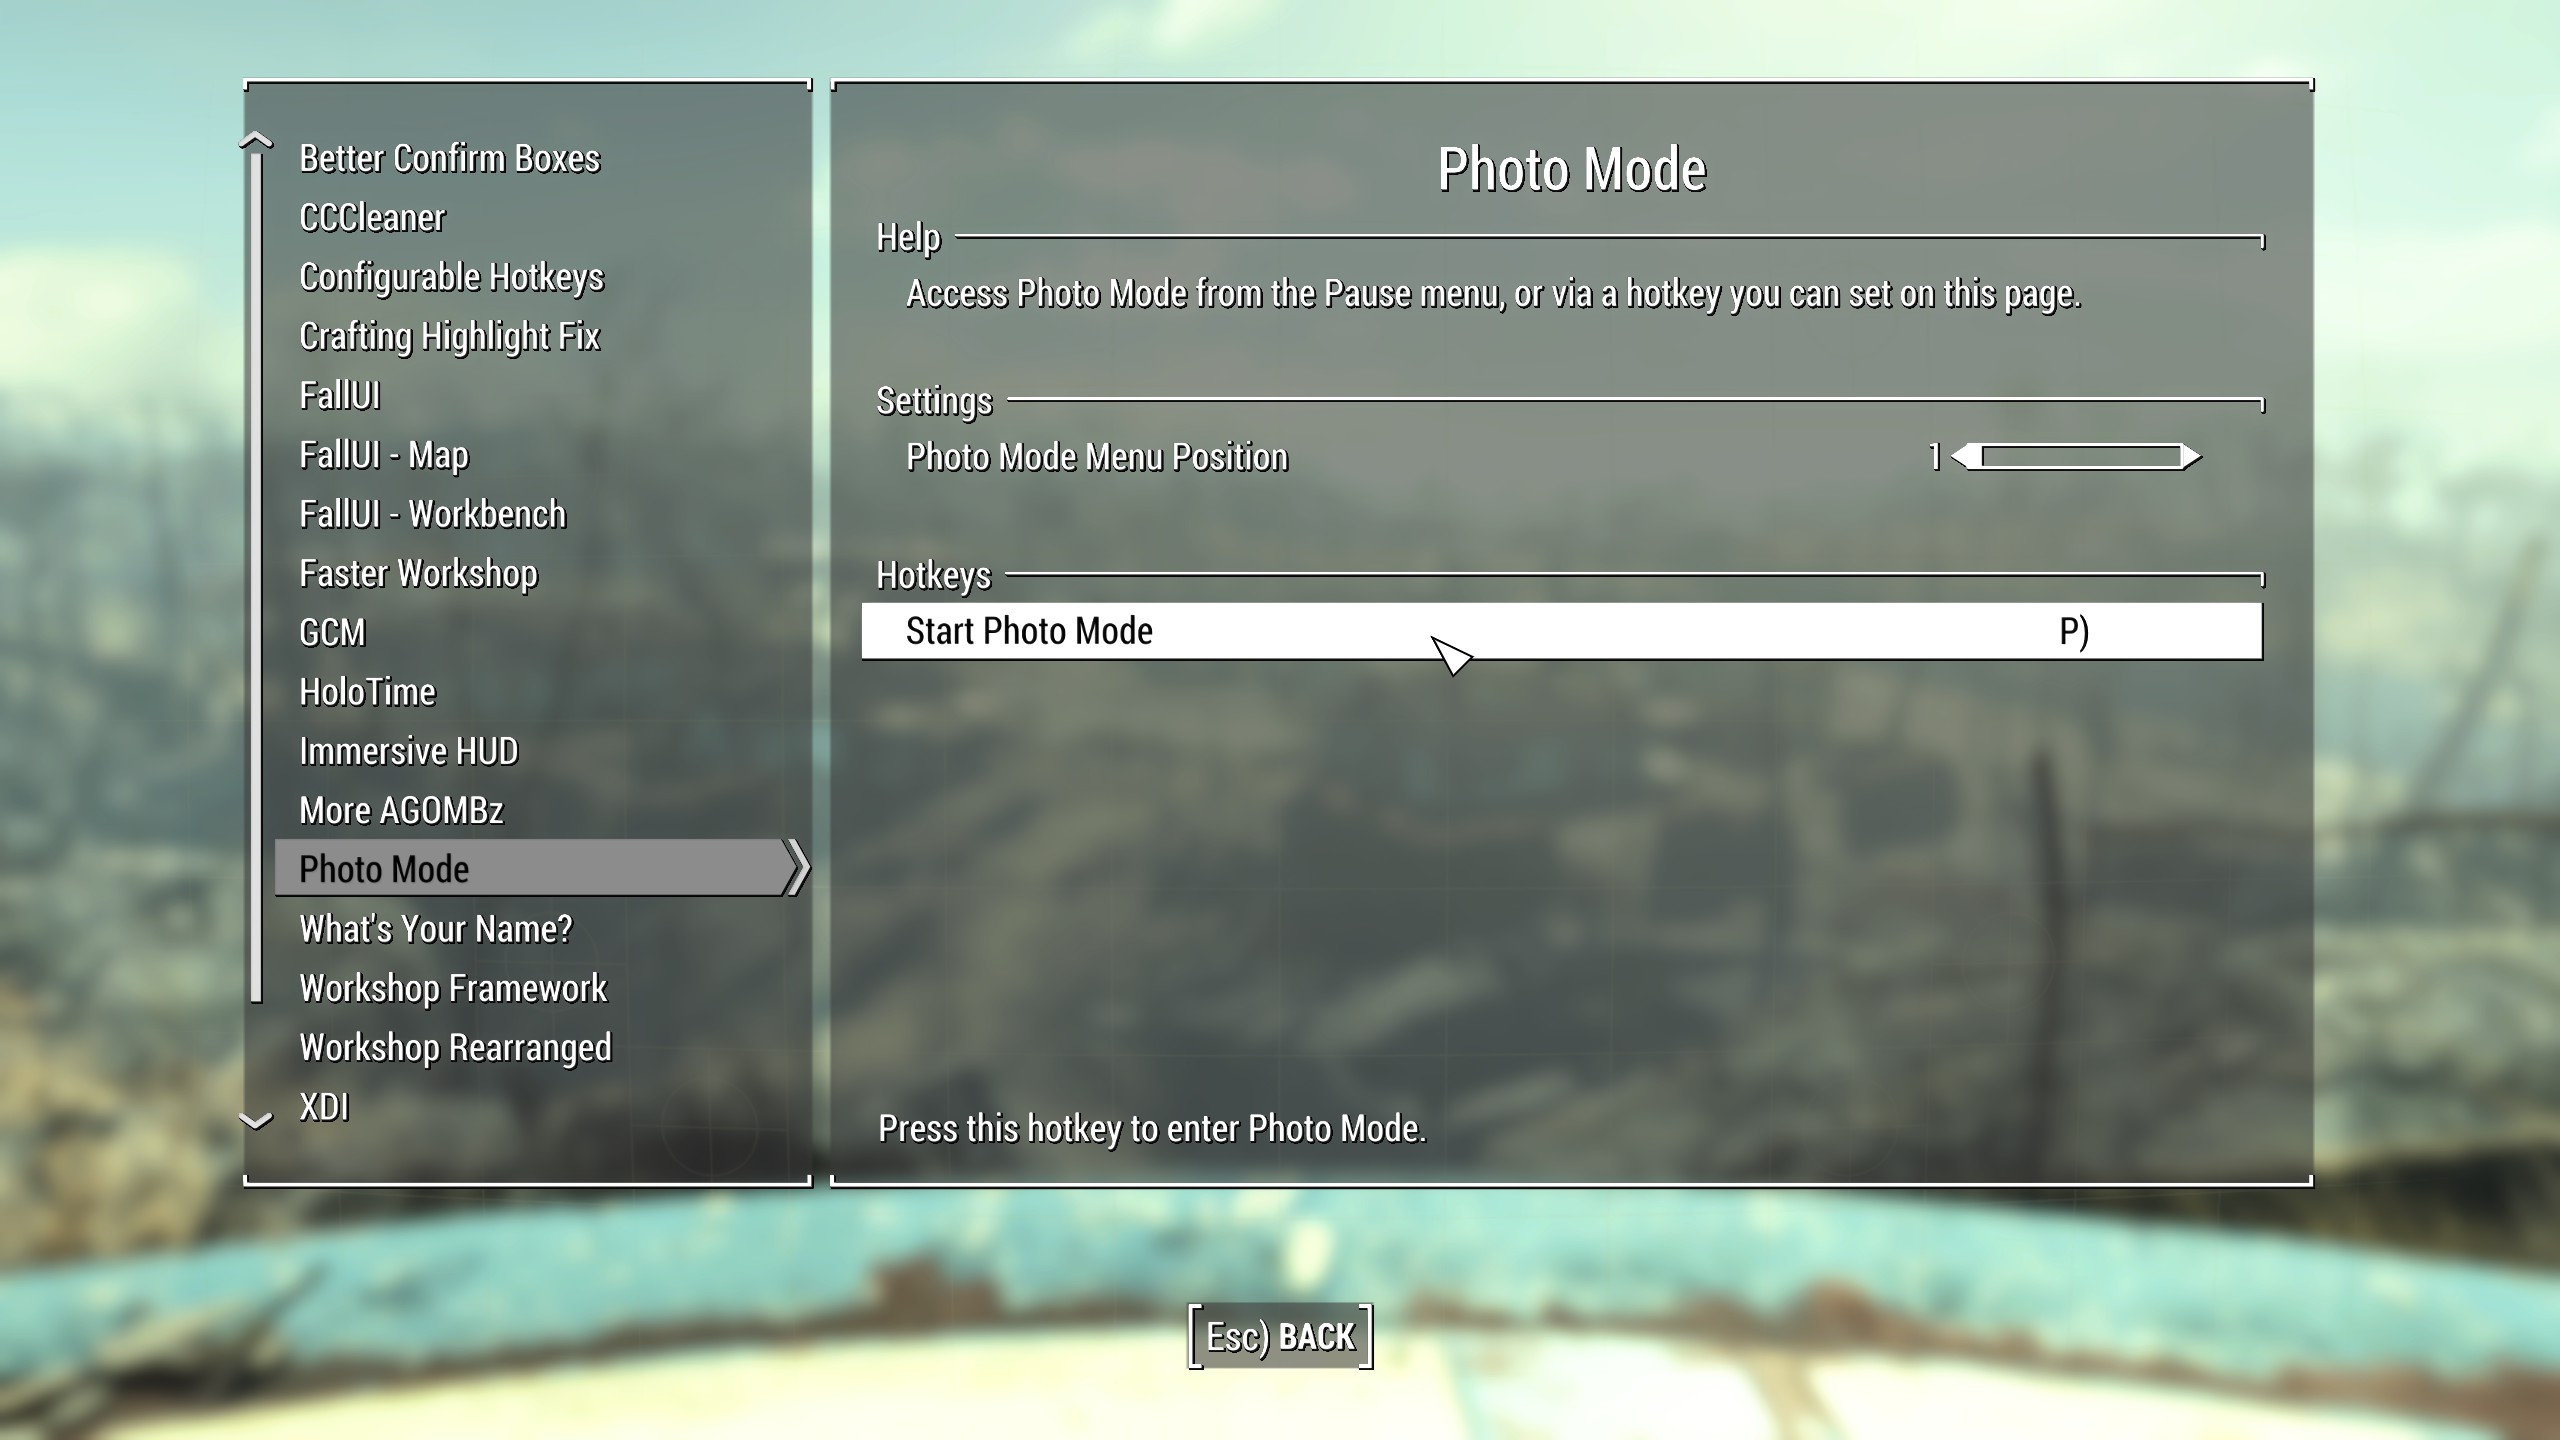 Better Confirm Boxes
CCCleaner
Configurable Hotkeys
Crafting Highlight Fix
FallUI
FallUI - Map
FallUI - Workbench
Faster Workshop
GCM
HoloTime
Immersive HUD
More AGOMBz
Photo Mode
What's Your Name?
Workshop Framework
Workshop Rearranged
XDI
Photo Mode
Help
Access Photo Mode from the Pause menu, or via a hotkey you can set on this page.
Settings
Photo Mode Menu Position 1
Hotkeys
Start Photo Mode P)
Press this hotkey to enter Photo Mode.
Esc) BACK